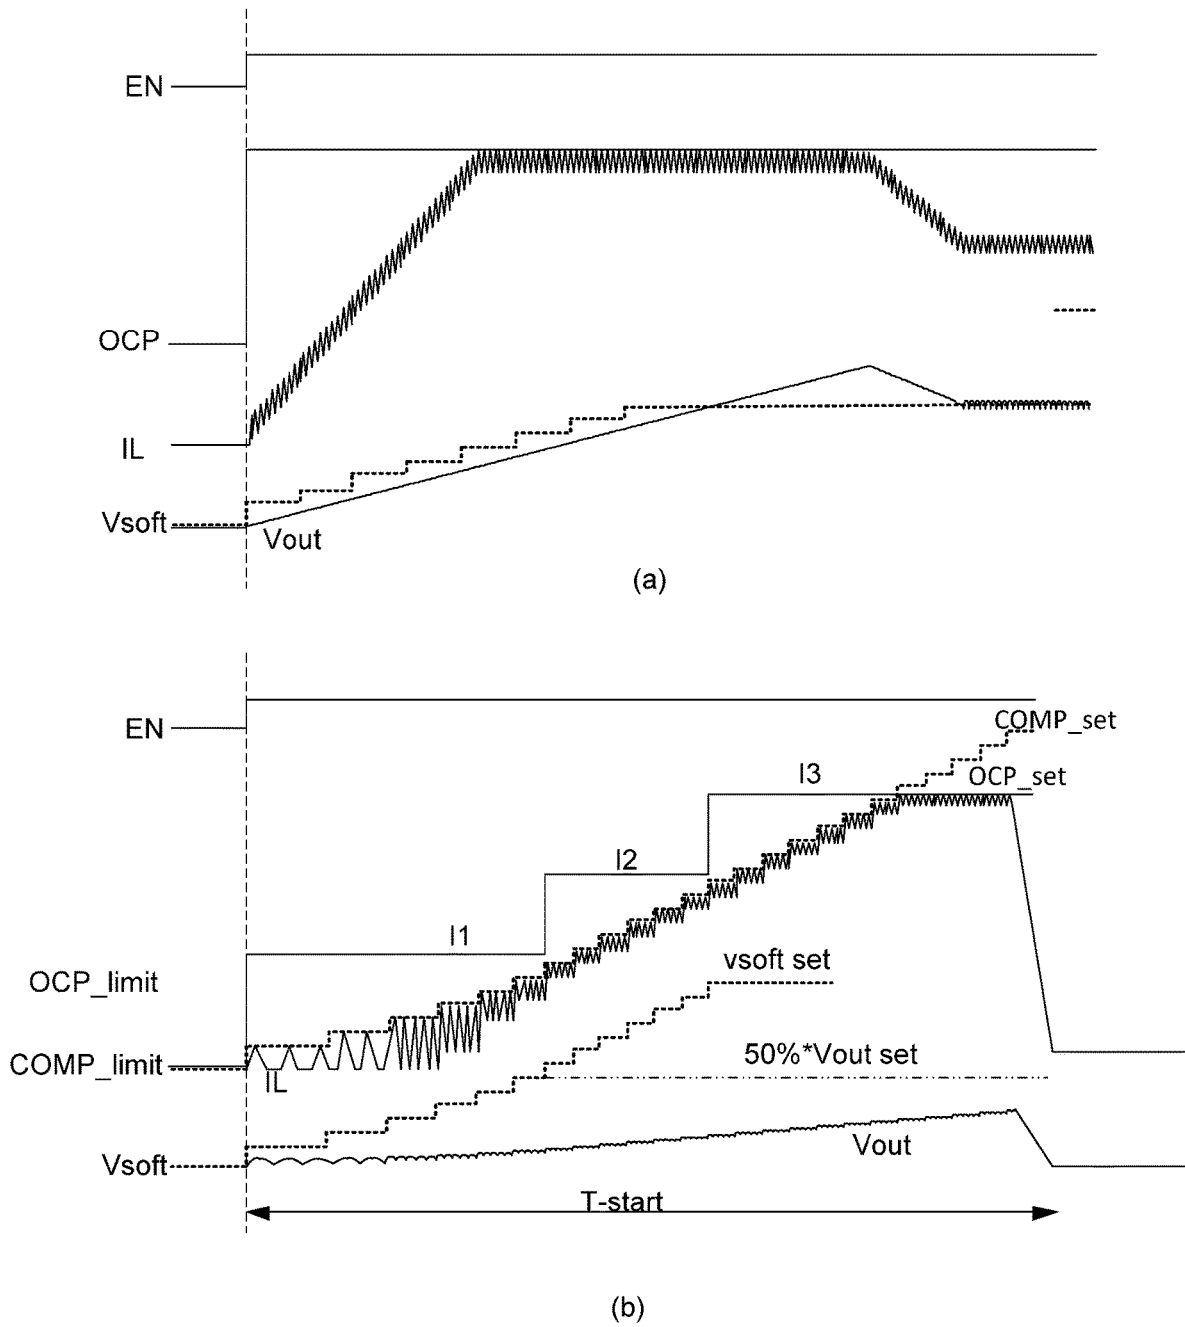 EN
OCP
IL
Vsoft
Vout
(a)
EN
COMP_set
I3
OCP_set
I2
I1
vsoft set
OCP_limit
50%*Vout set
COMP_limit
IL
Vout
Vsoft
T-start
(b)